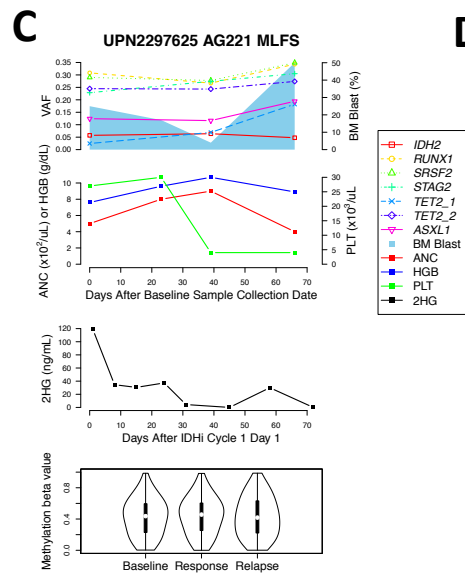 C
D
UPN2297625 AG221 MLFS
VAF
0.35
0.30
0.25
0.20
0.15
0.10
0.05
0.00
50
40
30
20
10
0
BM Blast (%)
ANC (x10²/uL) or HGB (g/dL)
10
8
6
4
2
0
30
25
20
15
10
5
0
PLT (x10³/uL)
0 10 20 30 40 50 60 70
Days After Baseline Sample Collection Date
IDH2
RUNX1
SRSF2
STAG2
TET2_1
TET2_2
ASXL1
BM Blast
ANC
HGB
PLT
2HG
2HG (ng/mL)
120
100
80
60
40
20
0
0 10 20 30 40 50 60 70
Days After IDHi Cycle 1 Day 1
Methylation beta value
0.8
0.4
0.0
Baseline Response Relapse